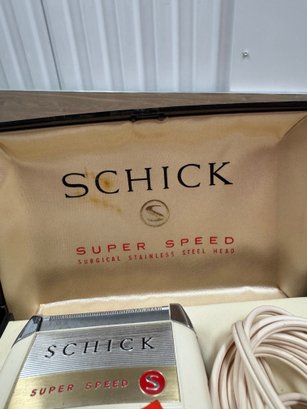 SCHICK
S
SUPER SPEED
SURGICAL STAINLESS STEEL HEAD
SCHICK
SUPER SPEED S